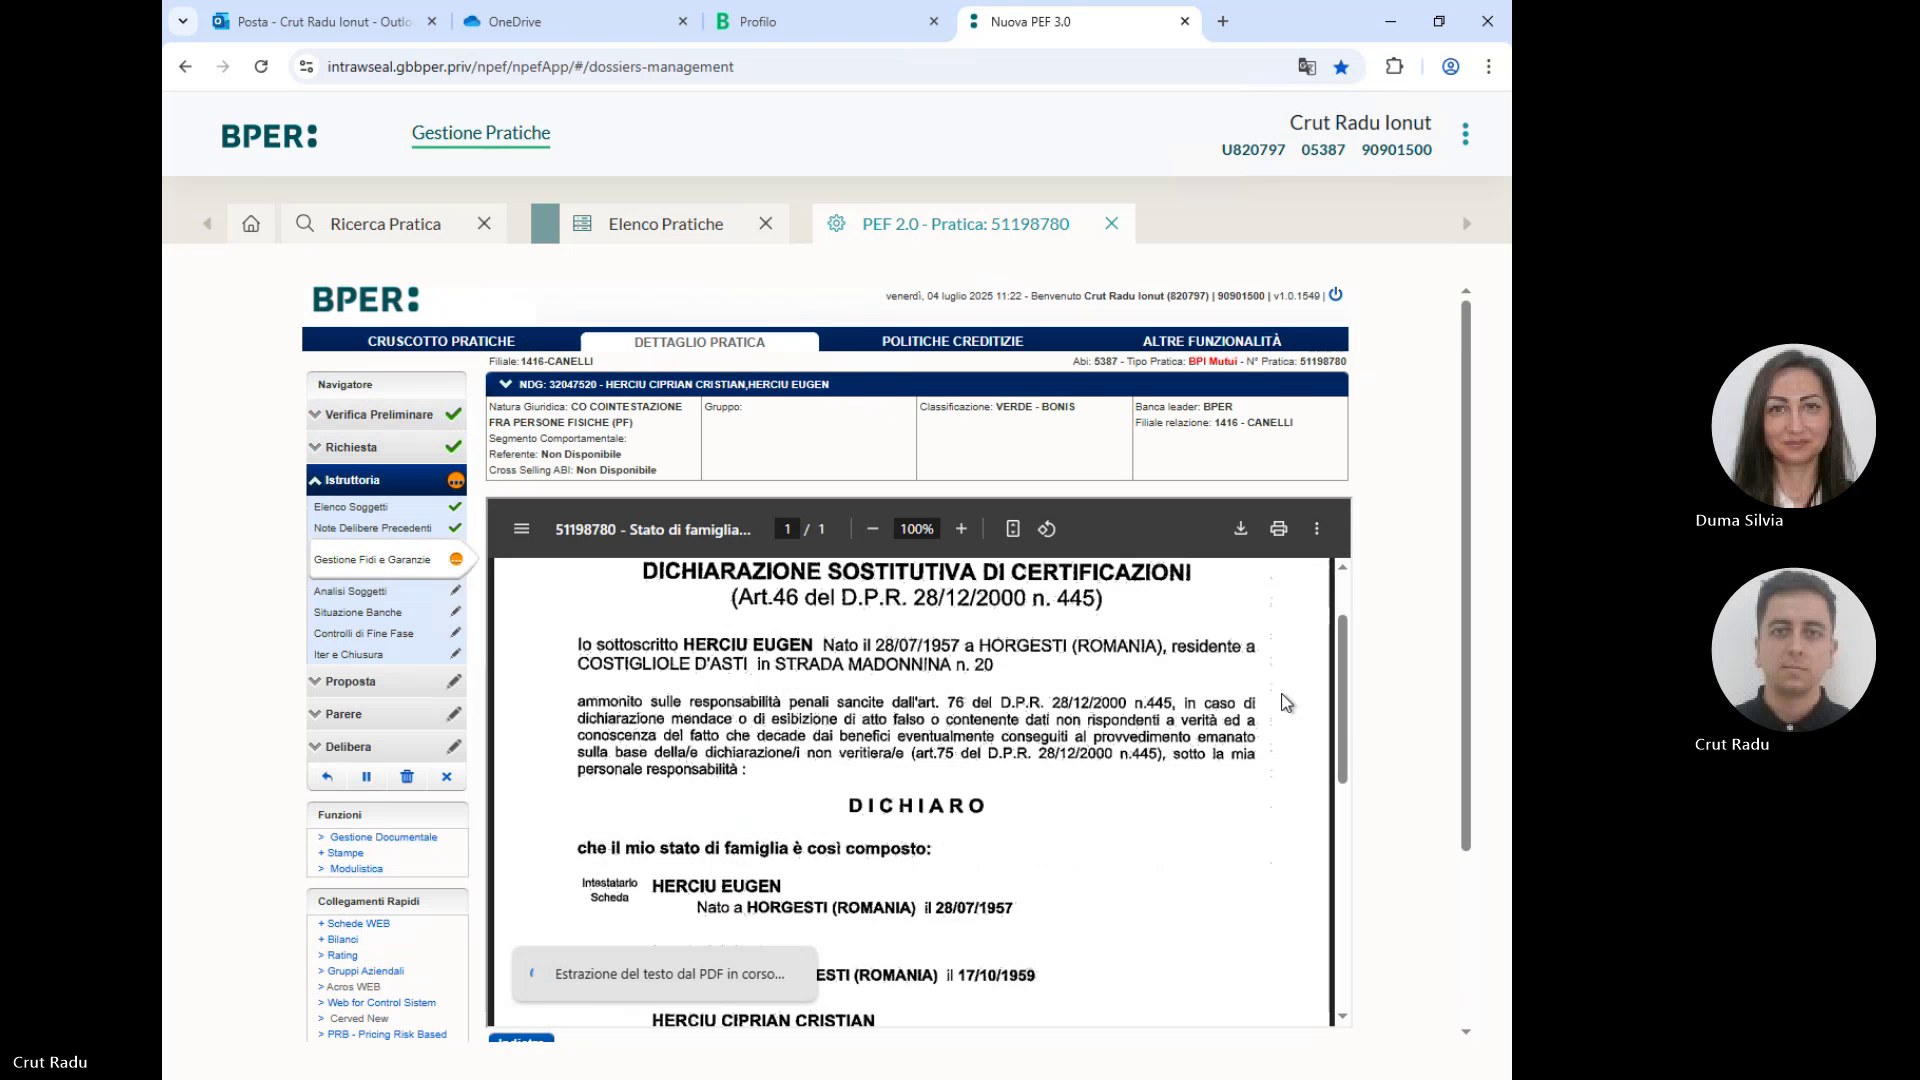 Posta - Crut Radu Ionut - Outlo
OneDrive
Profilo
Nuova PEF 3.0
intrawseal.gbbper.priv/npef/npefApp/#/dossiers-management
BPER:
Gestione Pratiche
Crut Radu Ionut
U820797 05387 90901500
Ricerca Pratica
Elenco Pratiche
PEF 2.0 - Pratica: 51198780
BPER:
venerdì, 04 luglio 2025 11:22 - Benvenuto Crut Radu Ionut (820797) | 90901500 | v1.0.1549 |
CRUSCOTTO PRATICHE
DETTAGLIO PRATICA
POLITICHE CREDITIZIE
ALTRE FUNZIONALITÀ
Filiale: 1416-CANELLI
Abi: 5387 - Tipo Pratica: BPI Mutui - N° Pratica: 51198780
Navigatore
Verifica Preliminare
Richiesta
Istruttoria
Elenco Soggetti
Note Delibere Precedenti
Gestione Fidi e Garanzie
Analisi Soggetti
Situazione Banche
Controlli di Fine Fase
Iter e Chiusura
Proposta
Parere
Delibera
Funzioni
> Gestione Documentale
+ Stampe
> Modulistica
Collegamenti Rapidi
+ Schede WEB
+ Bilanci
> Rating
> Gruppi Aziendali
> Acros WEB
> Web for Control Sistem
> Cerved New
> PRB - Pricing Risk Based
NDG: 32047520 - HERCIU CIPRIAN CRISTIAN,HERCIU EUGEN
Natura Giuridica: CO COINTESTAZIONE
FRA PERSONE FISICHE (PF)
Segmento Comportamentale:
Referente: Non Disponibile
Cross Selling ABI: Non Disponibile
Gruppo:
Classificazione: VERDE - BONIS
Banca leader: BPER
Filiale relazione: 1416 - CANELLI
51198780 - Stato di famiglia...
1 / 1
100%
DICHIARAZIONE SOSTITUTIVA DI CERTIFICAZIONI
(Art.46 del D.P.R. 28/12/2000 n. 445)
Io sottoscritto HERCIU EUGEN Nato il 28/07/1957 a HORGESTI (ROMANIA), residente a
COSTIGLIOLE D'ASTI in STRADA MADONNINA n. 20
ammonito sulle responsabilità penali sancite dall'art. 76 del D.P.R. 28/12/2000 n.445, in caso di
dichiarazione mendace o di esibizione di atto falso o contenente dati non rispondenti a verità ed a
conoscenza del fatto che decade dai benefici eventualmente conseguiti al provvedimento emanato
sulla base della/e dichiarazione/i non veritiera/e (art.75 del D.P.R. 28/12/2000 n.445), sotto la mia
personale responsabilità :
DICHIARO
che il mio stato di famiglia è così composto:
Intestatario
Scheda
HERCIU EUGEN
Nato a HORGESTI (ROMANIA) il 28/07/1957
Estrazione del testo dal PDF in corso...
ESTI (ROMANIA) il 17/10/1959
HERCIU CIPRIAN CRISTIAN
Duma Silvia
Crut Radu
Crut Radu